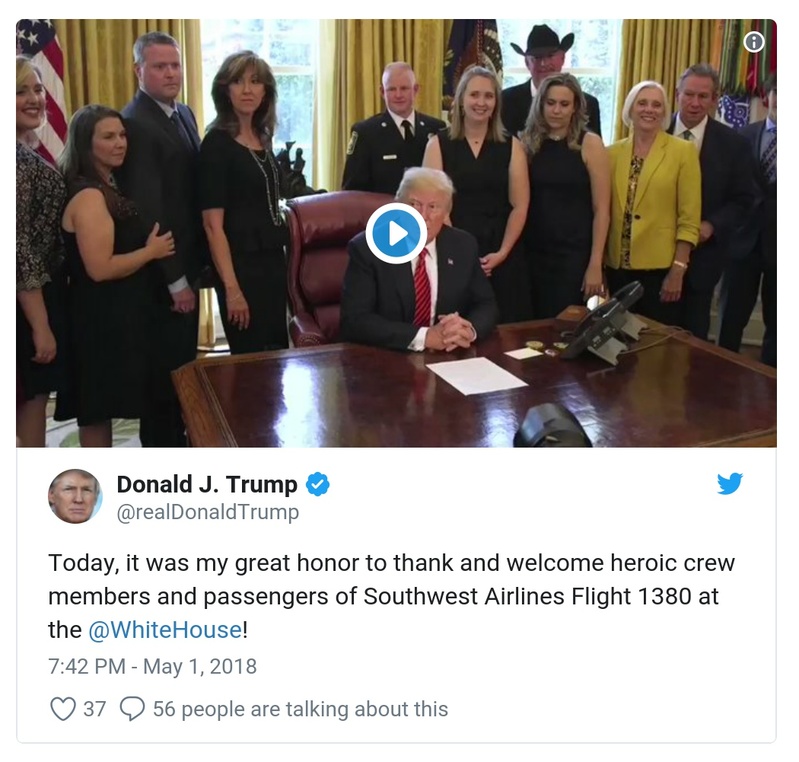 Donald J. Trump
@realDonaldTrump
Today, it was my great honor to thank and welcome heroic crew
members and passengers of Southwest Airlines Flight 1380 at
the @WhiteHouse!
7:42 PM - May 1, 2018
37 56 people are talking about this